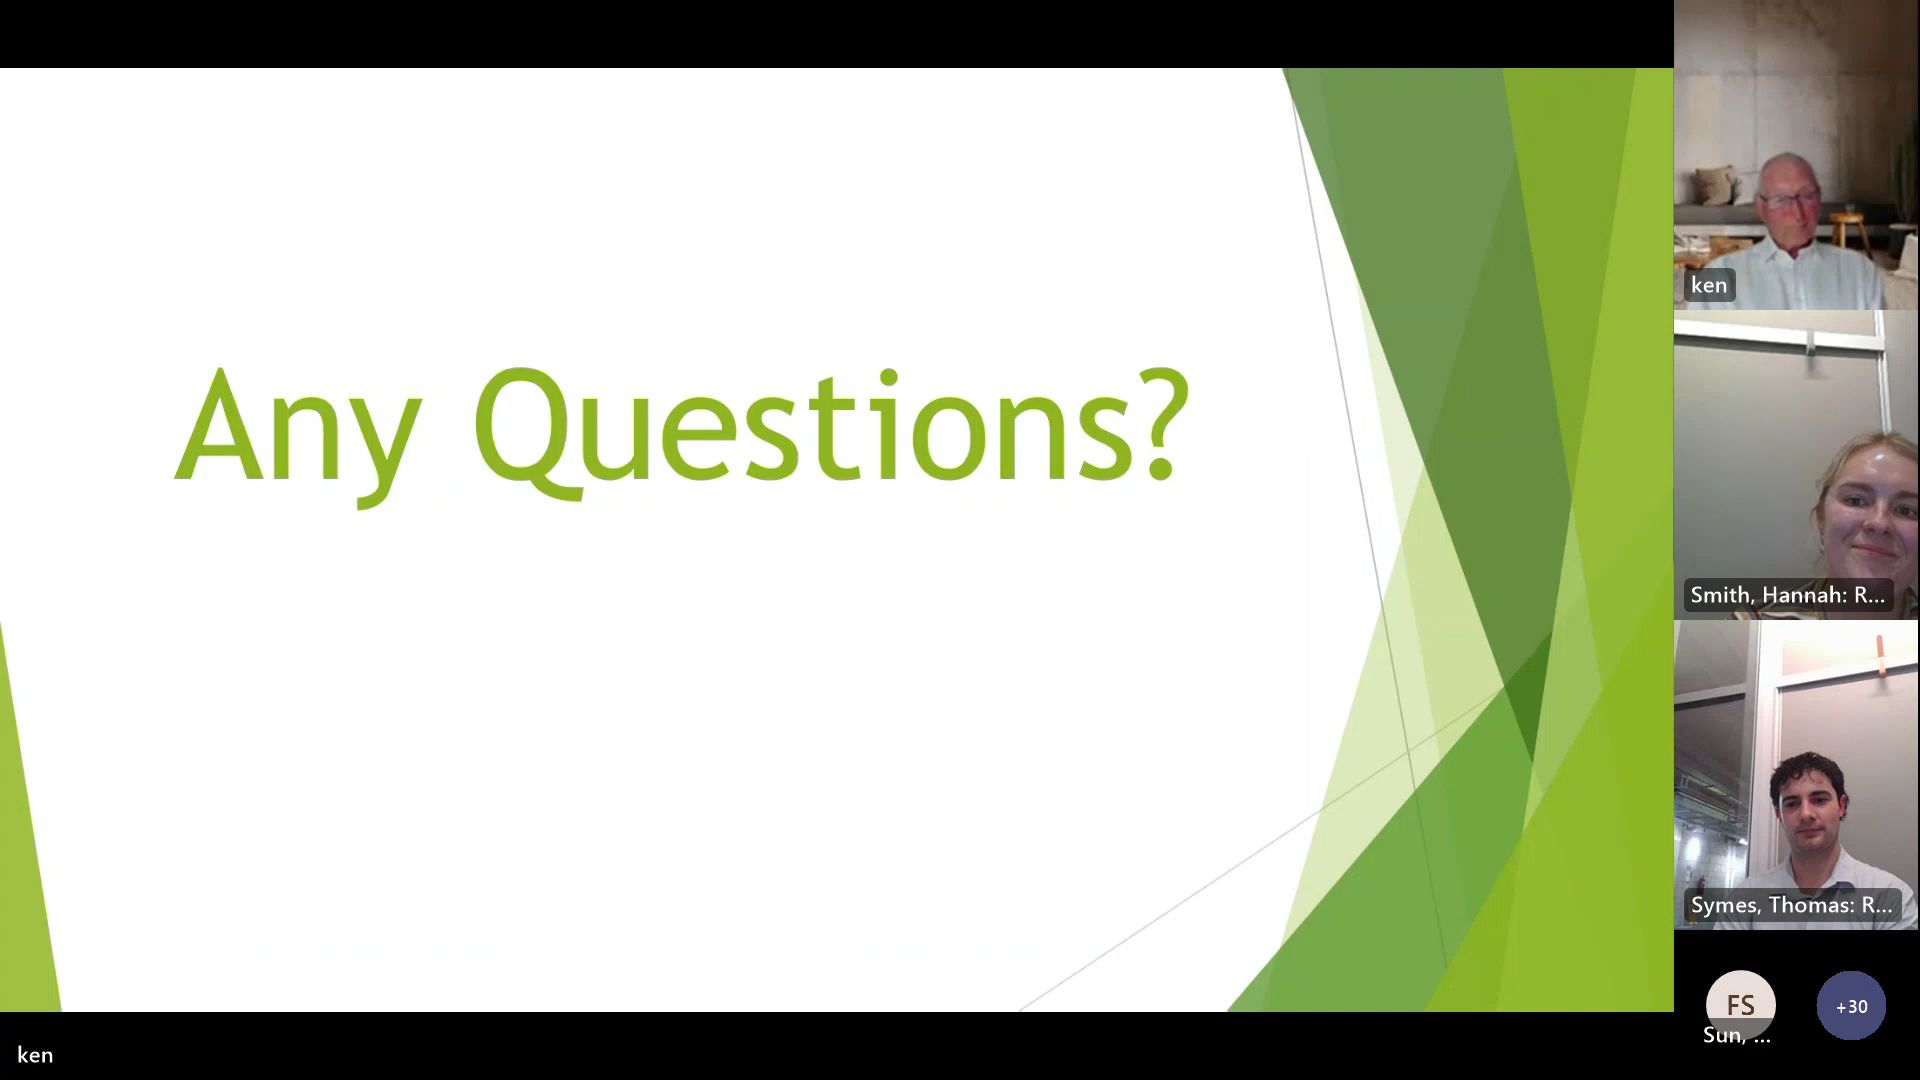 Any Questions?
ken
Smith, Hannah: R...
Symes, Thomas: R...
FS
Sun, ...
+30
ken